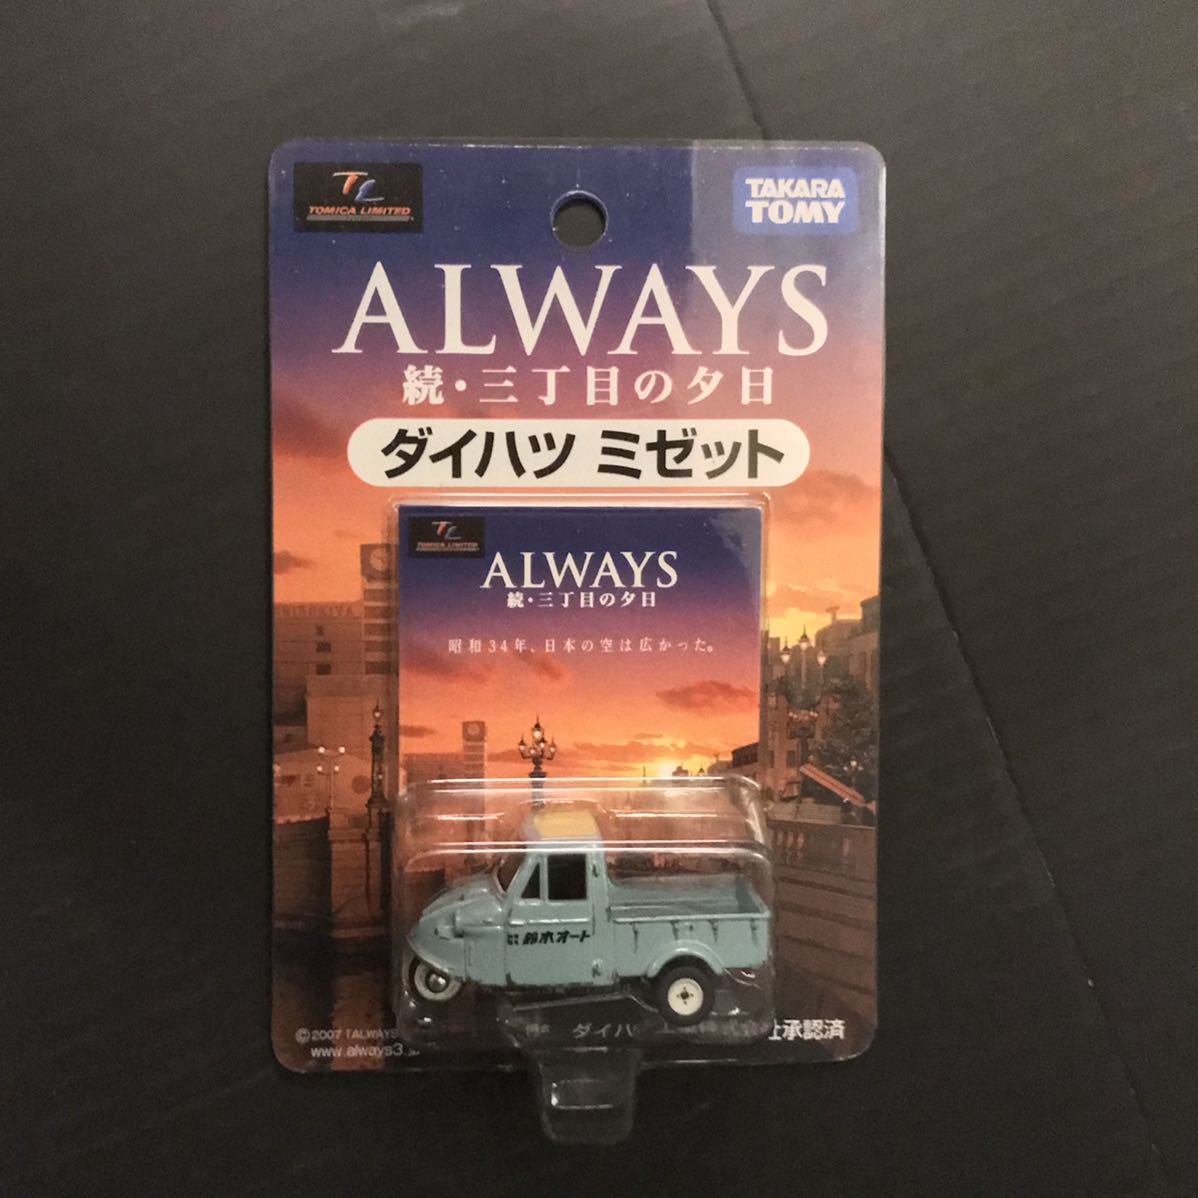 TL
TOMICA LIMITED
TAKARA
TOMY
ALWAYS
続・三丁目の夕日
ダイハツ ミゼット
TL
TOMICA LIMITED
ALWAYS
続・三丁目の夕日
昭和34年、日本の空は広かった。
鈴木オート
©2007「ALWAYS
ダイハ
承認済
www.always3.